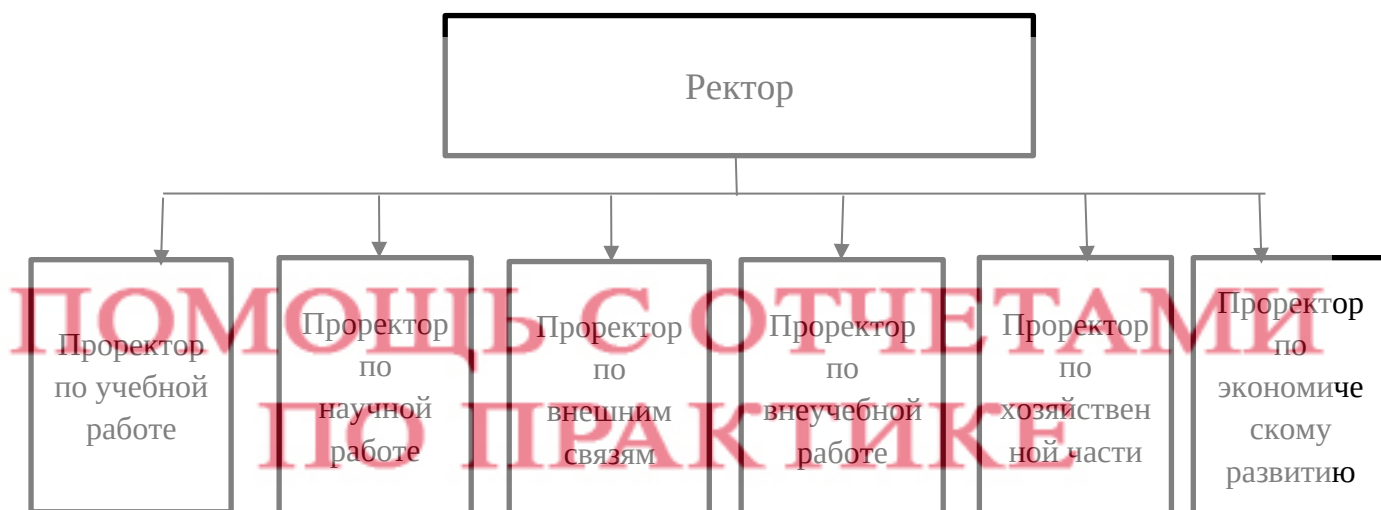 Ректор
Проректор
по учебной
работе
Проректор
по
научной
работе
Проректор
по
внешним
связям
Проректор
по
внеучебной
работе
Проректор
по
хозяйствен
ной части
Проректор
по
экономиче
скому
развитию
ПОМОЩЬ С ОТЧЕТАМИ
ПО ПРАКТИКЕ